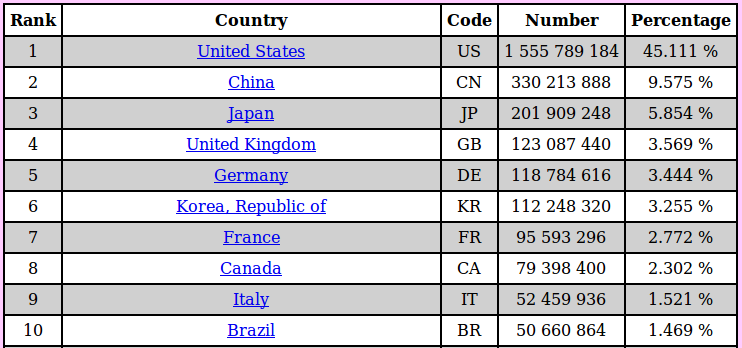 Rank Country Code Number Percentage
1 United States US 1 555 789 184 45.111 %
2 China CN 330 213 888 9.575 %
3 Japan JP 201 909 248 5.854 %
4 United Kingdom GB 123 087 440 3.569 %
5 Germany DE 118 784 616 3.444 %
6 Korea, Republic of KR 112 248 320 3.255 %
7 France FR 95 593 296 2.772 %
8 Canada CA 79 398 400 2.302 %
9 Italy IT 52 459 936 1.521 %
10 Brazil BR 50 660 864 1.469 %